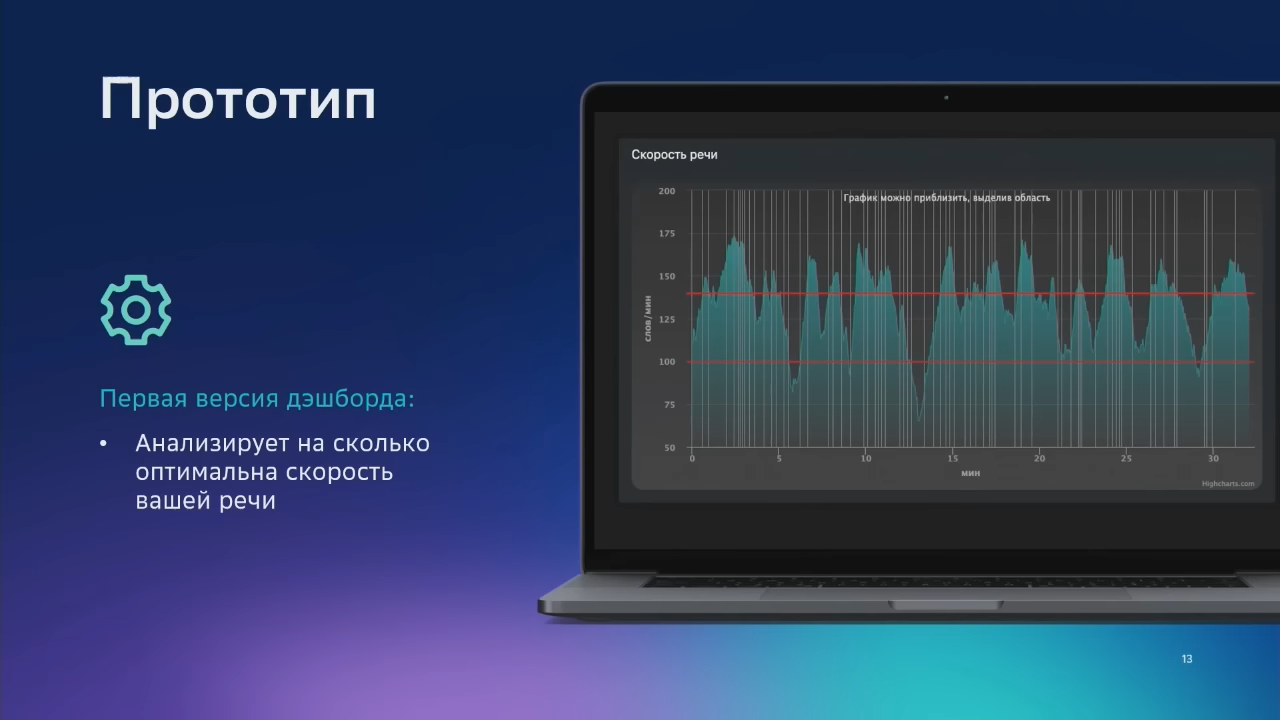 Прототип
Первая версия дэшборда:
• Анализирует на сколько
оптимальна скорость
вашей речи
Скорость речи
График можно приблизить, выделив область
200
175
150
125
100
75
50
слов/мин
0 5 10 15 20 25 30
мин
Highcharts.com
13